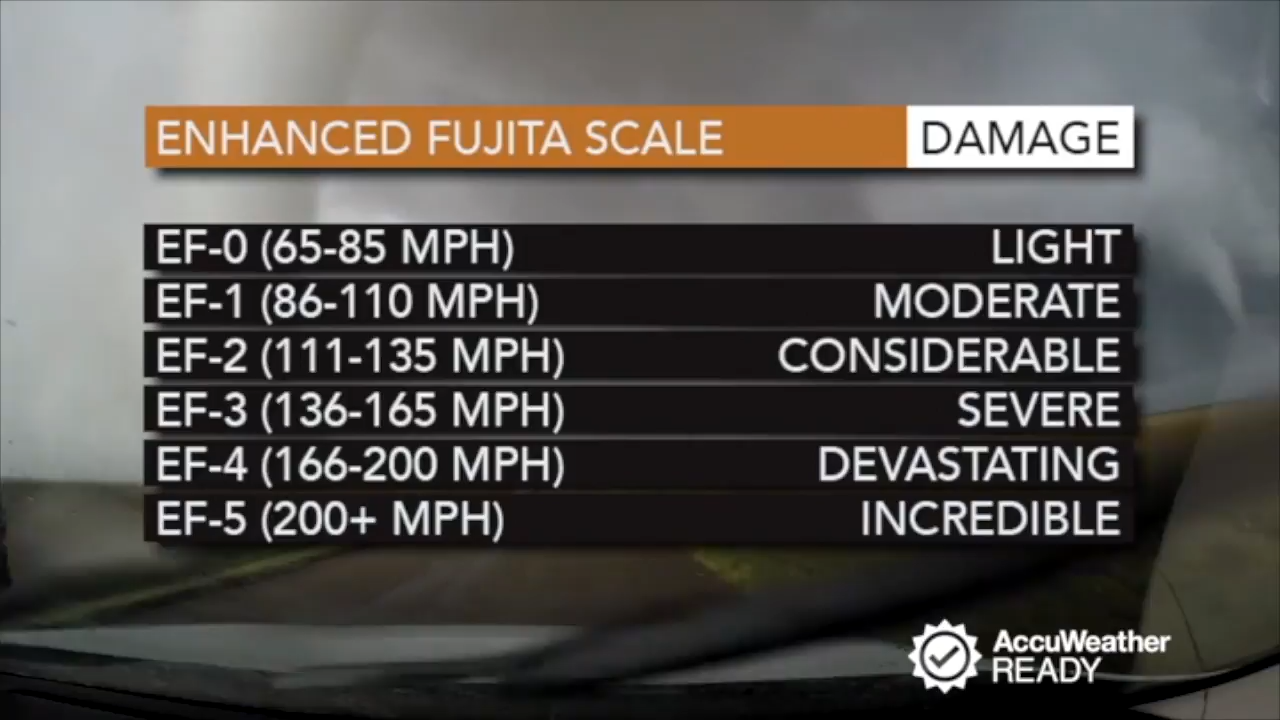 ENHANCED FUJITA SCALE DAMAGE
EF-0 (65-85 MPH) LIGHT
EF-1 (86-110 MPH) MODERATE
EF-2 (111-135 MPH) CONSIDERABLE
EF-3 (136-165 MPH) SEVERE
EF-4 (166-200 MPH) DEVASTATING
EF-5 (200+ MPH) INCREDIBLE
AccuWeather
READY